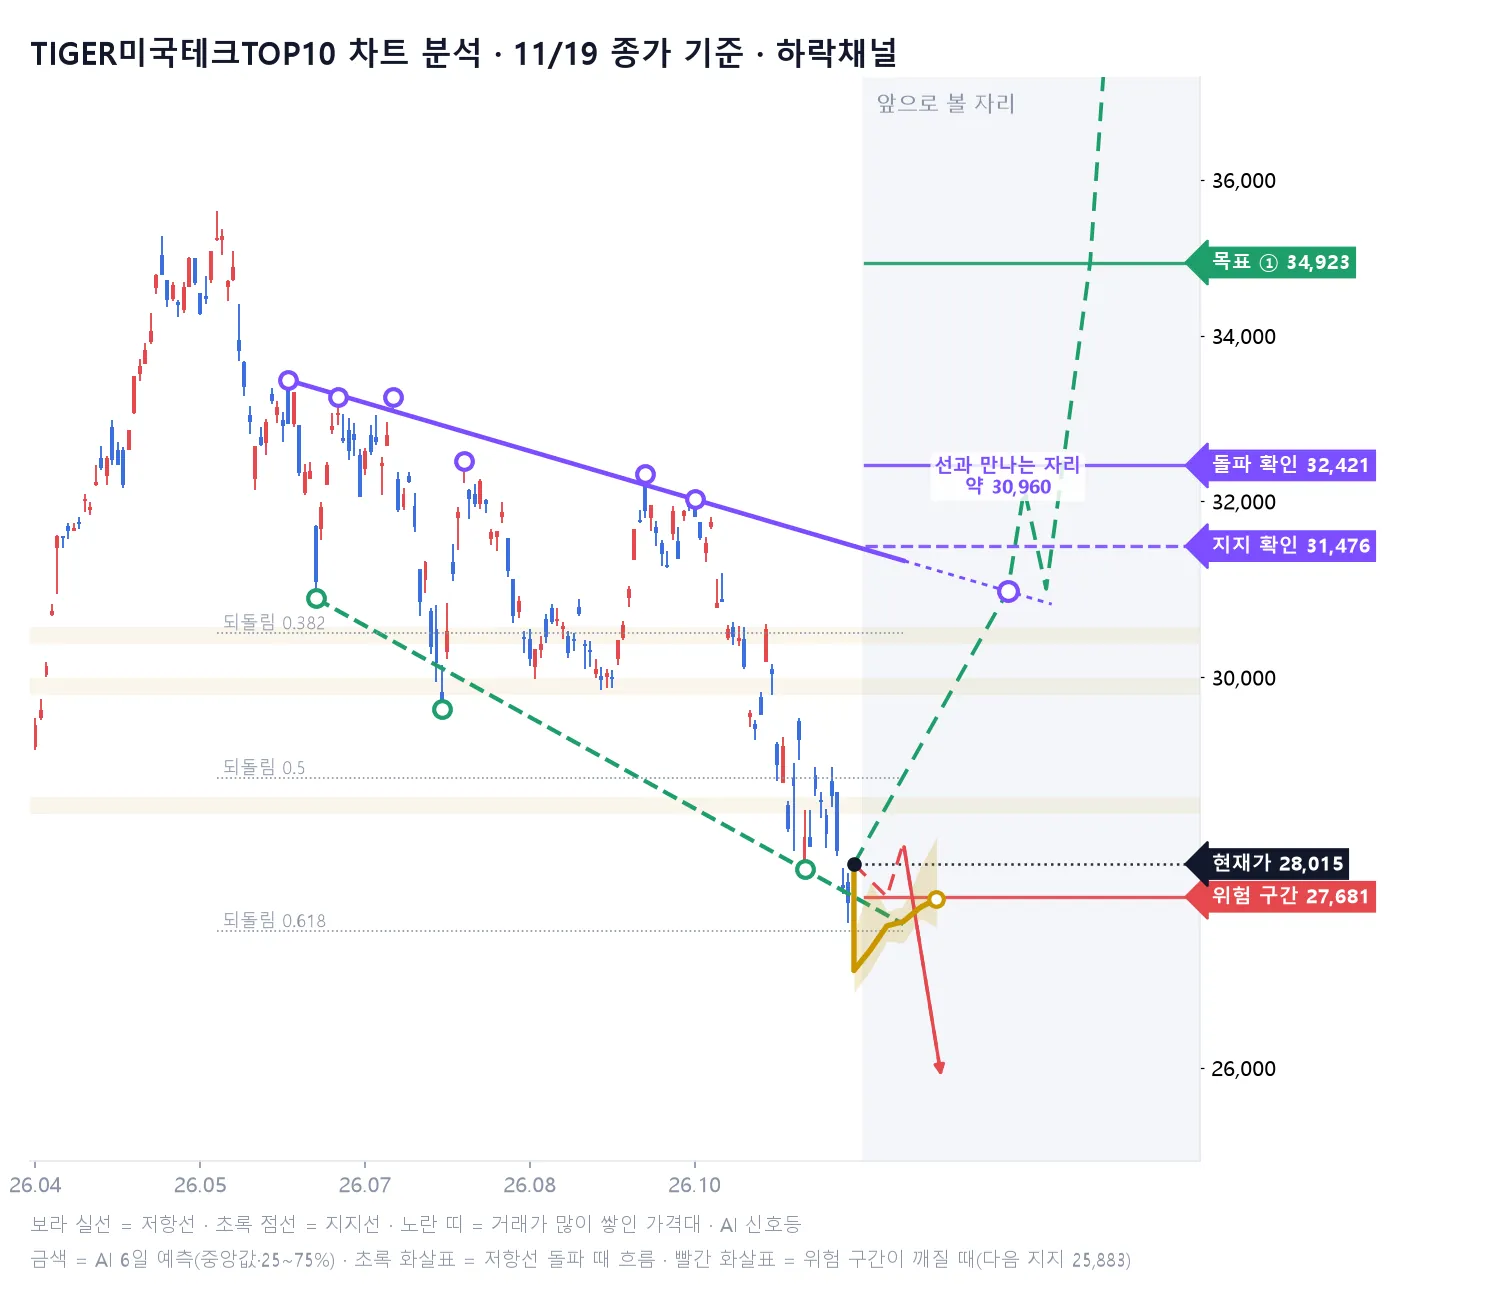 TIGER미국테크TOP10 차트 분석 · 11/19 종가 기준 · 하락채널
앞으로 볼 자리
36,000
목표 ① 34,923
34,000
돌파 확인 32,421
선과 만나는 자리
약 30,960
32,000
지지 확인 31,476
되돌림 0.382
30,000
되돌림 0.5
현재가 28,015
위험 구간 27,681
되돌림 0.618
26,000
26.04 26.05 26.07 26.08 26.10
보라 실선 = 저항선 · 초록 점선 = 지지선 · 노란 띠 = 거래가 많이 쌓인 가격대 · AI 신호등
금색 = AI 6일 예측(중앙값·25~75%) · 초록 화살표 = 저항선 돌파 때 흐름 · 빨간 화살표 = 위험 구간이 깨질 때(다음 지지 25,883)